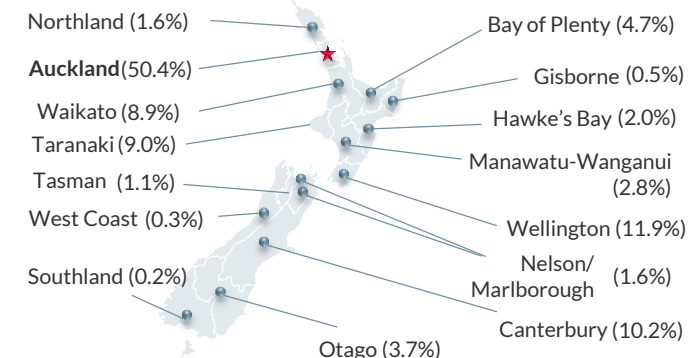 Northland (1.6%)
Auckland(50.4%)
Waikato (8.9%)
Taranaki (9.0%)
Tasman (1.1%)
West Coast (0.3%)
Southland (0.2%)
Otago (3.7%)
Bay of Plenty (4.7%)
Gisborne (0.5%)
Hawke's Bay (2.0%)
Manawatu-Wanganui
(2.8%)
Wellington (11.9%)
Nelson/
Marlborough (1.6%)
Canterbury (10.2%)